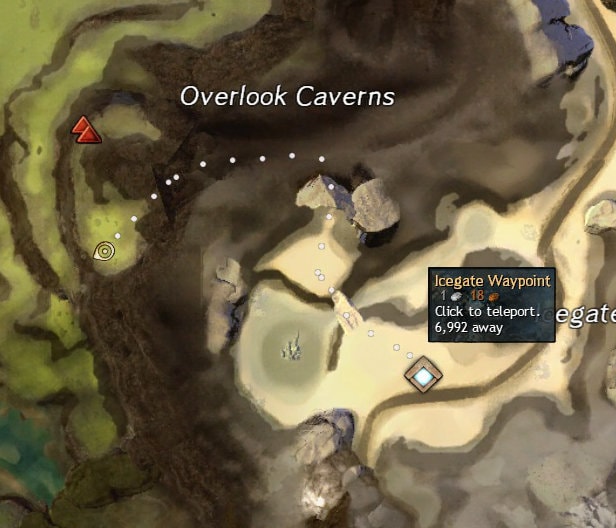 Overlook Caverns
Icegate Waypoint
1 18
Click to teleport.
6,992 away
egate